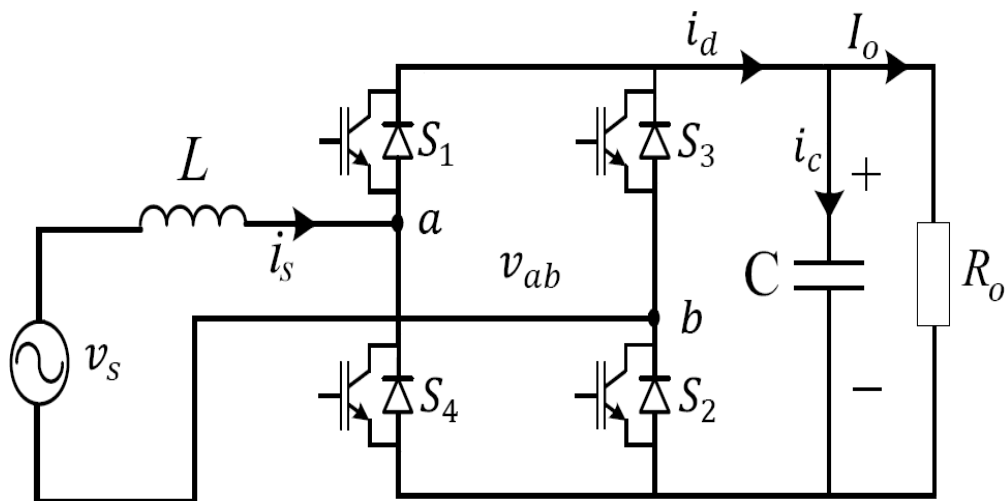 i_d
I_o
S_1
S_3
i_c
+
L
a
i_s
v_ab
C
R_o
b
v_s
S_4
S_2
−